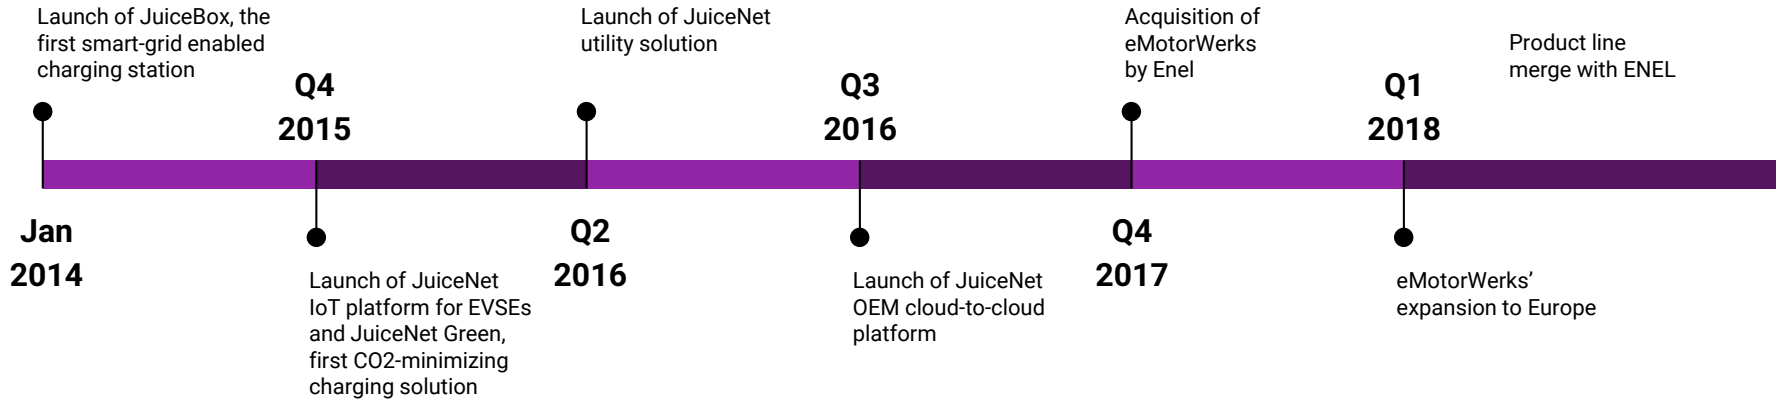 Launch of JuiceBox, the
first smart-grid enabled
charging station
Jan
2014
Q4
2015
Launch of JuiceNet
IoT platform for EVSEs
and JuiceNet Green,
first CO2-minimizing
charging solution
Launch of JuiceNet
utility solution
Q2
2016
Q3
2016
Launch of JuiceNet
OEM cloud-to-cloud
platform
Acquisition of
eMotorWerks
by Enel
Q4
2017
Q1
2018
eMotorWerks’
expansion to Europe
Product line
merge with ENEL